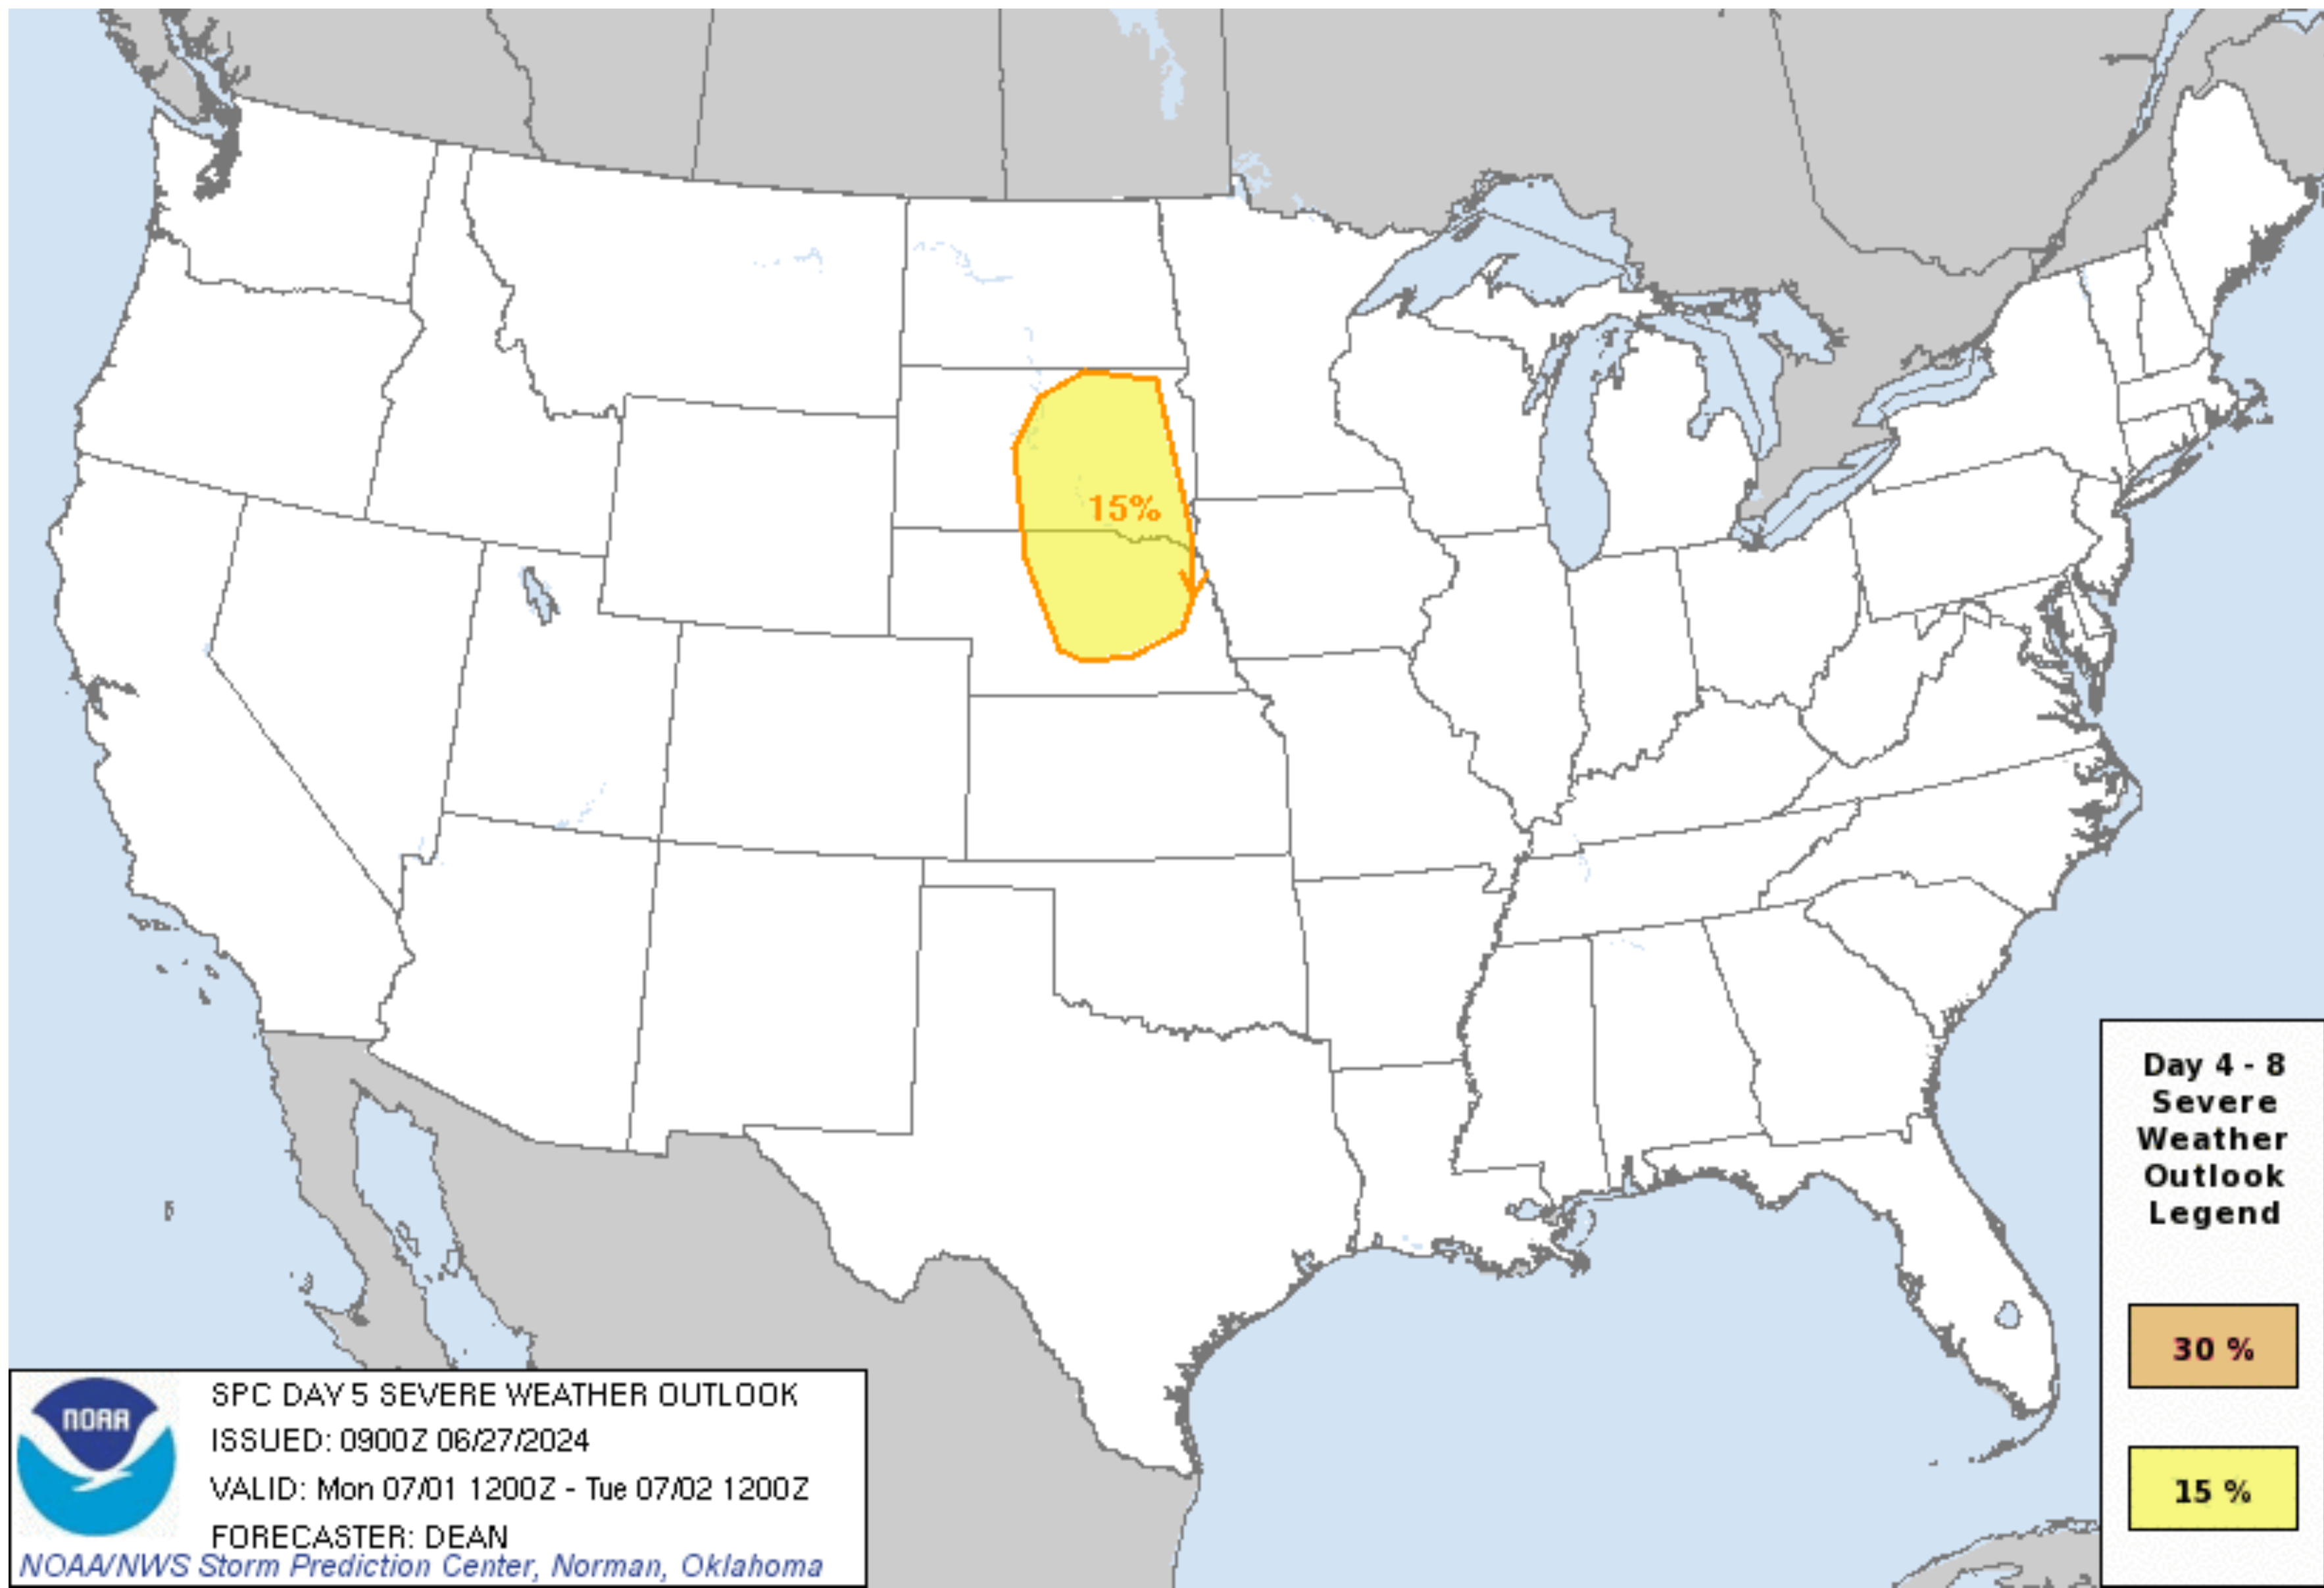 15%
Day 4 - 8
Severe
Weather
Outlook
Legend
30 %
15 %
NOAA
SPC DAY 5 SEVERE WEATHER OUTLOOK
ISSUED: 0900Z 06/27/2024
VALID: Mon 07/01 1200Z - Tue 07/02 1200Z
FORECASTER: DEAN
NOAA/NWS Storm Prediction Center, Norman, Oklahoma